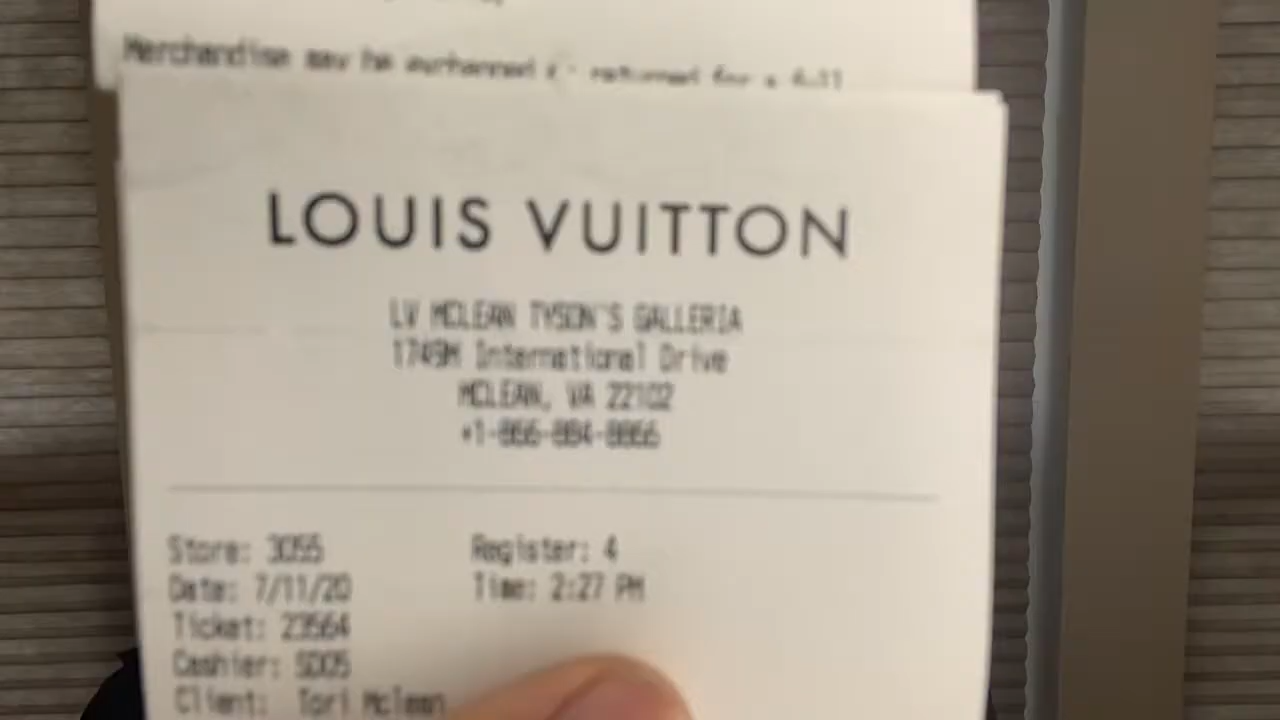 Merchandise may be exchanged or returned for a full
LOUIS VUITTON
LV MCLEAN TYSON'S GALLERIA
1749M International Drive
MCLEAN, VA 22102
+1-866-884-8866
Store: 3055 Register: 4
Date: 7/11/20 Time: 2:27 PM
Ticket: 23564
Cashier: SD05
Client: Tori Mclean